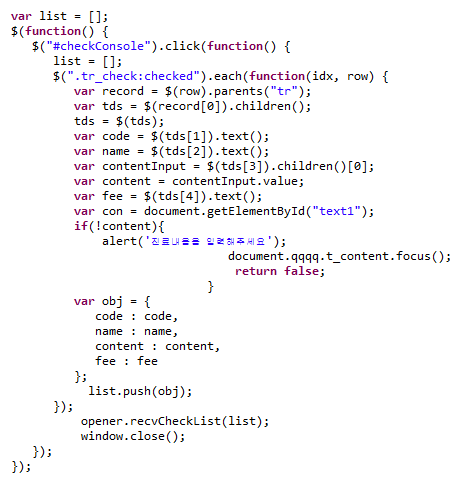 var list = [];
$(function() {
   $("#checkConsole").click(function() {
      list = [];
      $(".tr_check:checked").each(function(idx, row) {
         var record = $(row).parents("tr");
         var tds = $(record[0]).children();
         tds = $(tds);
         var code = $(tds[1]).text();
         var name = $(tds[2]).text();
         var contentInput = $(tds[3]).children()[0];
         var content = contentInput.value;
         var fee = $(tds[4]).text();
         var con = document.getElementById("text1");
         if(!content){
             alert('진료내용을 입력해주세요');
                               document.qqqq.t_content.focus();
                                return false;
                            }
         var obj = {
            code : code,
            name : name,
            content : content,
            fee : fee
         };
           list.push(obj);
      });
          opener.recvCheckList(list);
          window.close();
   });
});